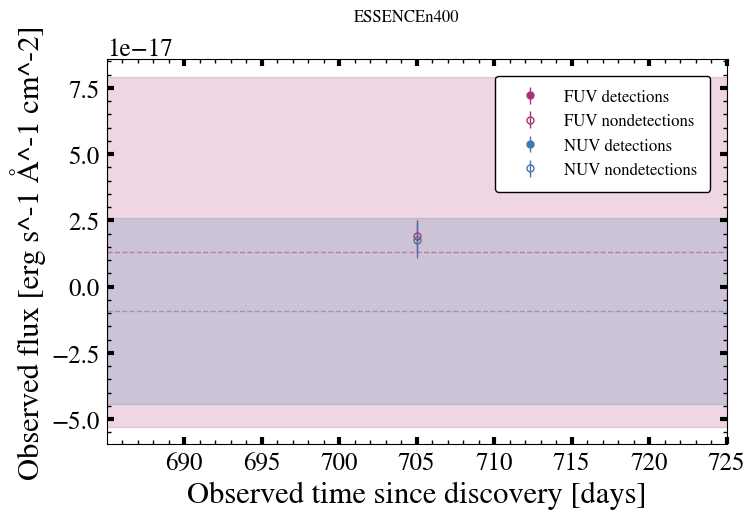 ESSENCEn400
1e−17
7.5
5.0
2.5
0.0
−2.5
−5.0
Observed flux [erg s^-1 Å^-1 cm^-2]
FUV detections
FUV nondetections
NUV detections
NUV nondetections
690 695 700 705 710 715 720 725
Observed time since discovery [days]